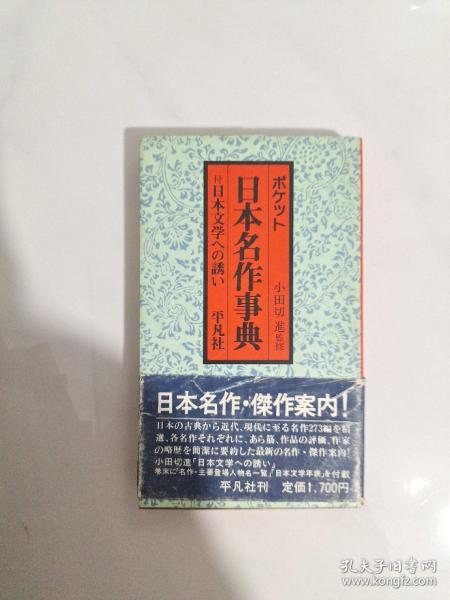 ポケット
日本名作事典
小田切 進 監修
付 日本文学への誘い
平凡社
日本名作・傑作案内!
日本の古典から近代、現代に至る名作273編を精
選、各名作それぞれに、あら筋、作品の評価、作家
の略歴を簡潔に要約した最新の名作・傑作案内!
小田切進「日本文学への誘い」
巻末に「名作・主要登場人物名一覧」「日本文学年表」を付載
平凡社刊 定価1,700円
孔夫子旧书网
www.kongfz.com